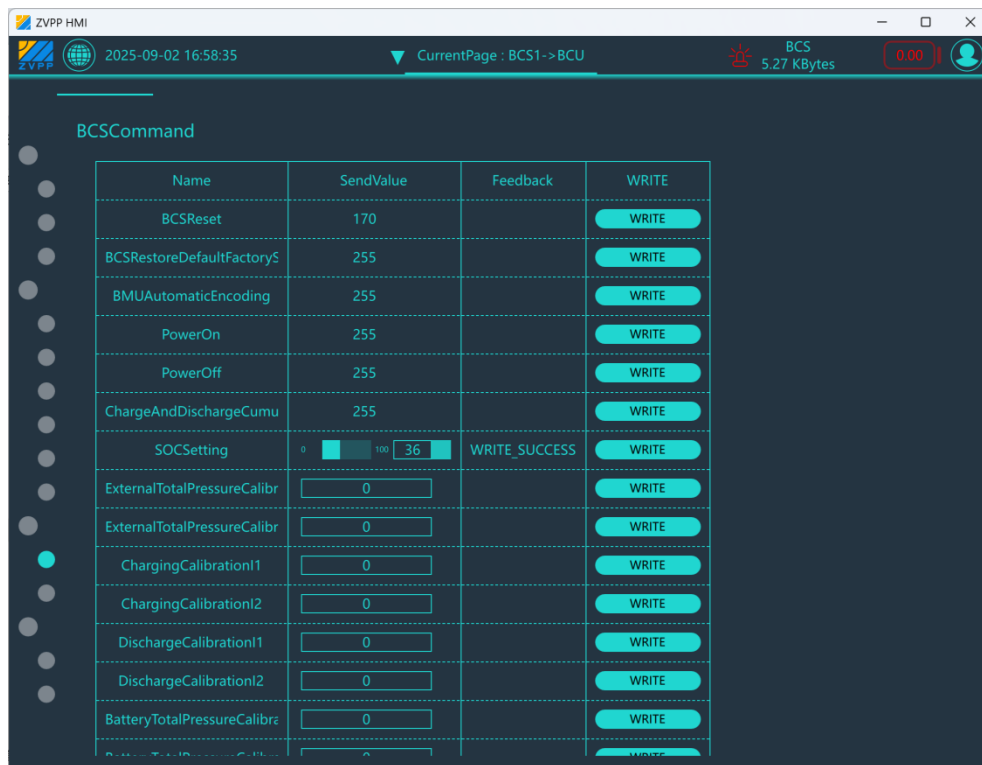 ZVPP HMI
ZVPP 2025-09-02 16:58:35 CurrentPage : BCS1->BCU BCS 5.27 KBytes 0.00
BCSCommand
Name SendValue Feedback WRITE
BCSReset 170 WRITE
BCSRestoreDefaultFactoryS 255 WRITE
BMUAutomaticEncoding 255 WRITE
PowerOn 255 WRITE
PowerOff 255 WRITE
ChargeAndDischargeCumu 255 WRITE
SOCSetting 0 100 36 WRITE_SUCCESS WRITE
ExternalTotalPressureCalibr 0 WRITE
ExternalTotalPressureCalibr 0 WRITE
ChargingCalibrationI1 0 WRITE
ChargingCalibrationI2 0 WRITE
DischargeCalibrationI1 0 WRITE
DischargeCalibrationI2 0 WRITE
BatteryTotalPressureCalibra 0 WRITE